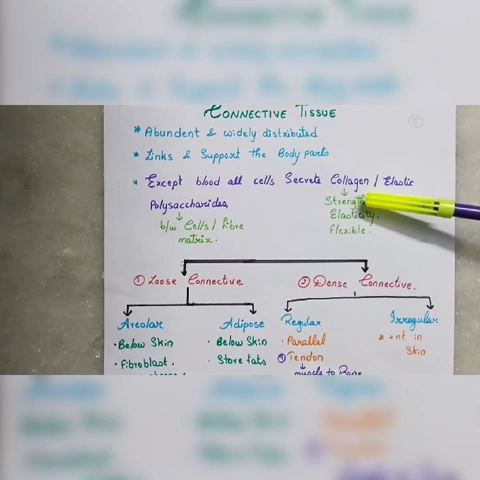 CONNECTIVE TISSUE
* Abundent & widely distributed
* Links & Support the Body parts
* Except blood all cells Secrete Collagen / Elastic
Polysaccharides
↓
b/w Cells / Fibre
matrix.
↓
Strength
Elasticity.
Flexible.
① Loose Connective
② Dense Connective.
Areolar
• Below Skin
• Fibroblast.
Adipose
• Below Skin
• Store fats
Regular
• Parallel
① Tendon
↓
muscle to Bone
Irregular
* +nt in
Skin